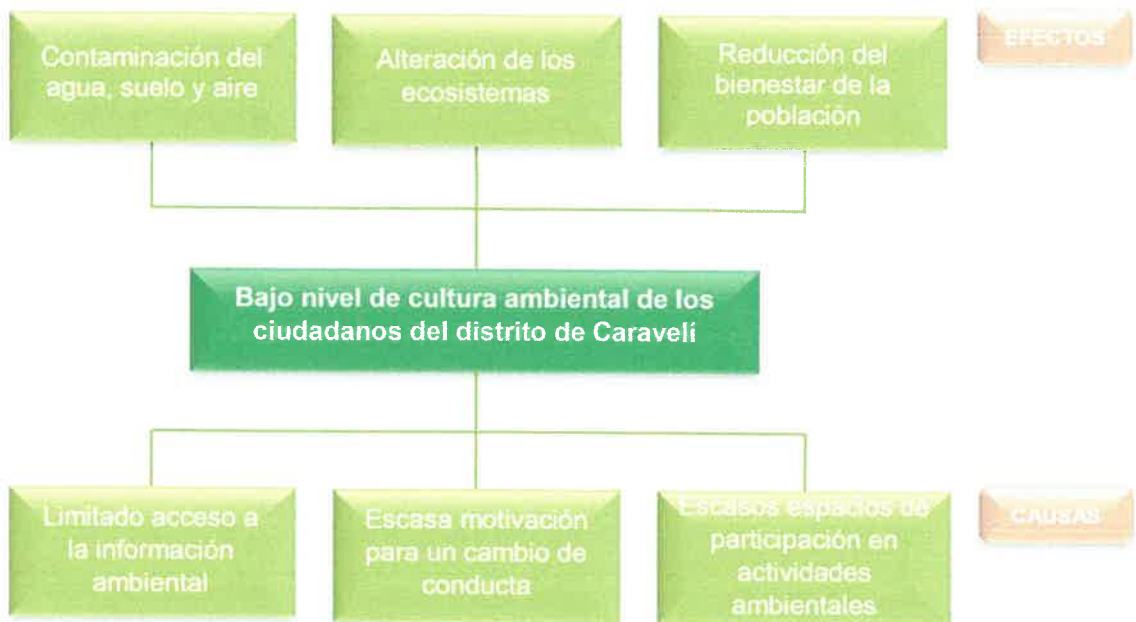 Contaminación del
agua, suelo y aire
Alteración de los
ecosistemas
Reducción del
bienestar de la
población
EFECTOS
Bajo nivel de cultura ambiental de los
ciudadanos del distrito de Caravelí
Limitado acceso a
la información
ambiental
Escasa motivación
para un cambio de
conducta
Escasos espacios de
participación en
actividades
ambientales
CAUSAS